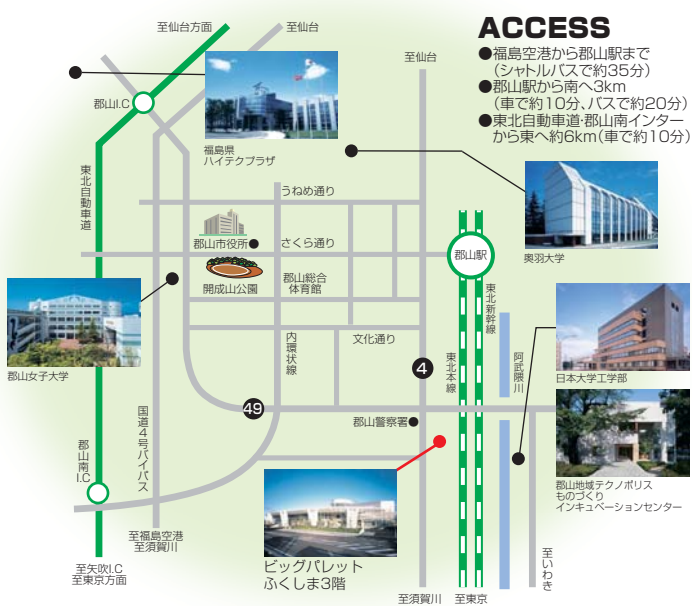 ACCESS
●福島空港から郡山駅まで
(シャトルバスで約35分)
●郡山駅から南へ3km
(車で約10分、バスで約20分)
●東北自動車道・郡山南インター
から東へ約6km(車で約10分)
至仙台方面
至仙台
至仙台
郡山I.C
福島県
ハイテクプラザ
東北自動車道
うねめ通り
奥羽大学
郡山市役所●
さくら通り
郡山駅
開成山公園
郡山総合
体育館
東北新幹線
郡山女子大学
内環状線
文化通り
東北本線
阿武隈川
日本大学工学部
4
49
国道4号バイパス
郡山警察署●
郡山南I.C
郡山地域テクノポリス
ものづくり
インキュベーションセンター
至福島空港
至須賀川
ビッグパレット
ふくしま3階
至矢吹I.C
至東京方面
至須賀川
至東京
至いわき